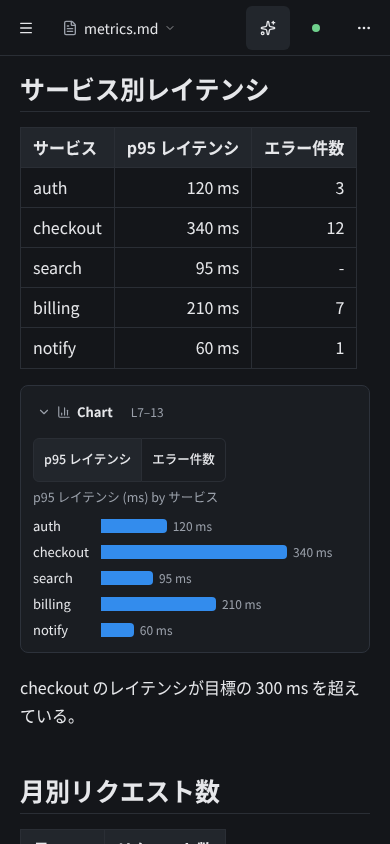 metrics.md
サービス別レイテンシ
サービス p95 レイテンシ エラー件数
auth 120 ms 3
checkout 340 ms 12
search 95 ms -
billing 210 ms 7
notify 60 ms 1
Chart L7–13
p95 レイテンシ エラー件数
p95 レイテンシ (ms) by サービス
auth 120 ms
checkout 340 ms
search 95 ms
billing 210 ms
notify 60 ms
checkout のレイテンシが目標の 300 ms を超え
ている。
月別リクエスト数